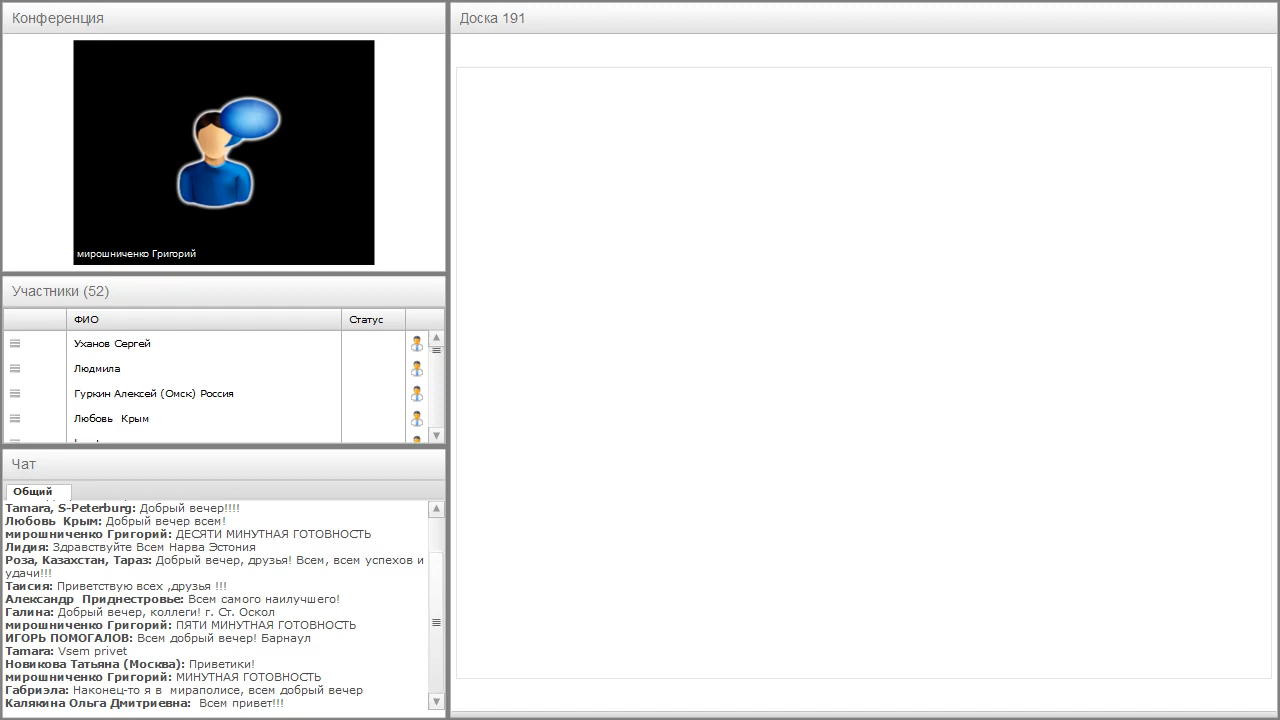 Конференция
мирошниченко Григорий
Участники (52)
ФИО Статус
Уханов Сергей
Людмила
Гуркин Алексей (Омск) Россия
Любовь  Крым
Чат
Общий
Tamara, S-Peterburg: Добрый вечер!!!!
Любовь  Крым: Добрый вечер всем!
мирошниченко Григорий: ДЕСЯТИ МИНУТНАЯ ГОТОВНОСТЬ
Лидия: Здравствуйте Всем Нарва Эстония
Роза, Казахстан, Тараз: Добрый вечер, друзья! Всем, всем успехов и
удачи!!!
Таисия: Приветствую всех ,друзья !!!
Александр  Приднестровье: Всем самого наилучшего!
Галина: Добрый вечер, коллеги! г. Ст. Оскол
мирошниченко Григорий: ПЯТИ МИНУТНАЯ ГОТОВНОСТЬ
ИГОРЬ ПОМОГАЛОВ: Всем добрый вечер! Барнаул
Tamara: Vsem privet
Новикова Татьяна (Москва): Приветики!
мирошниченко Григорий: МИНУТНАЯ ГОТОВНОСТЬ
Габриэла: Наконец-то я в  мираполисе, всем добрый вечер
Калякина Ольга Дмитриевна:  Всем привет!!!
Доска 191